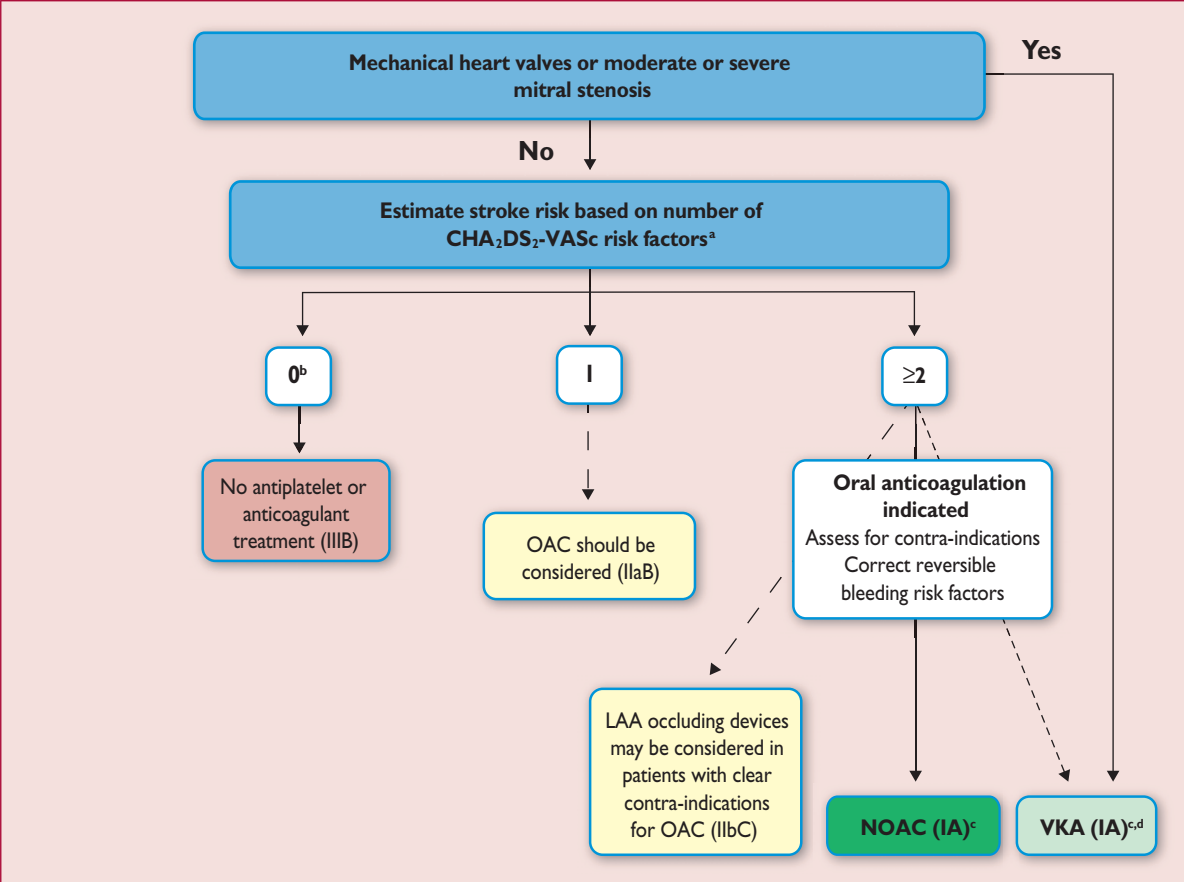 Mechanical heart valves or moderate or severe
mitral stenosis
Yes
No
Estimate stroke risk based on number of
CHA₂DS₂-VASc risk factorsᵃ
0ᵇ
1
≥2
No antiplatelet or
anticoagulant
treatment (IIIB)
OAC should be
considered (IIaB)
Oral anticoagulation
indicated
Assess for contra-indications
Correct reversible
bleeding risk factors
LAA occluding devices
may be considered in
patients with clear
contra-indications
for OAC (IIbC)
NOAC (IA)ᶜ
VKA (IA)ᶜ,ᵈ